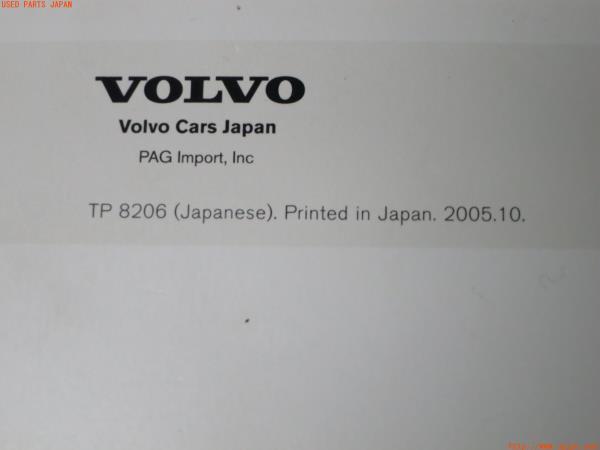 USED PARTS JAPAN
VOLVO
Volvo Cars Japan
PAG Import, Inc
TP 8206 (Japanese). Printed in Japan. 2005.10.